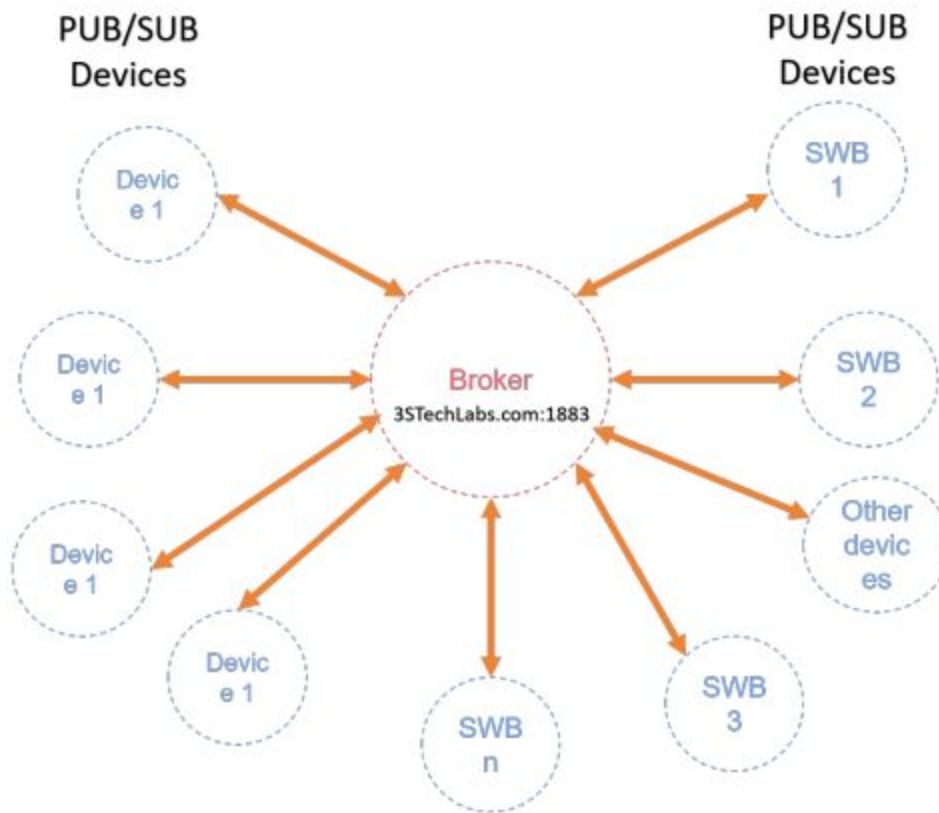 PUB/SUB
Devices
PUB/SUB
Devices
Devic
e 1
SWB
1
Devic
e 1
Broker
3STechLabs.com:1883
SWB
2
Devic
e 1
Other
devic
es
Devic
e 1
SWB
n
SWB
3